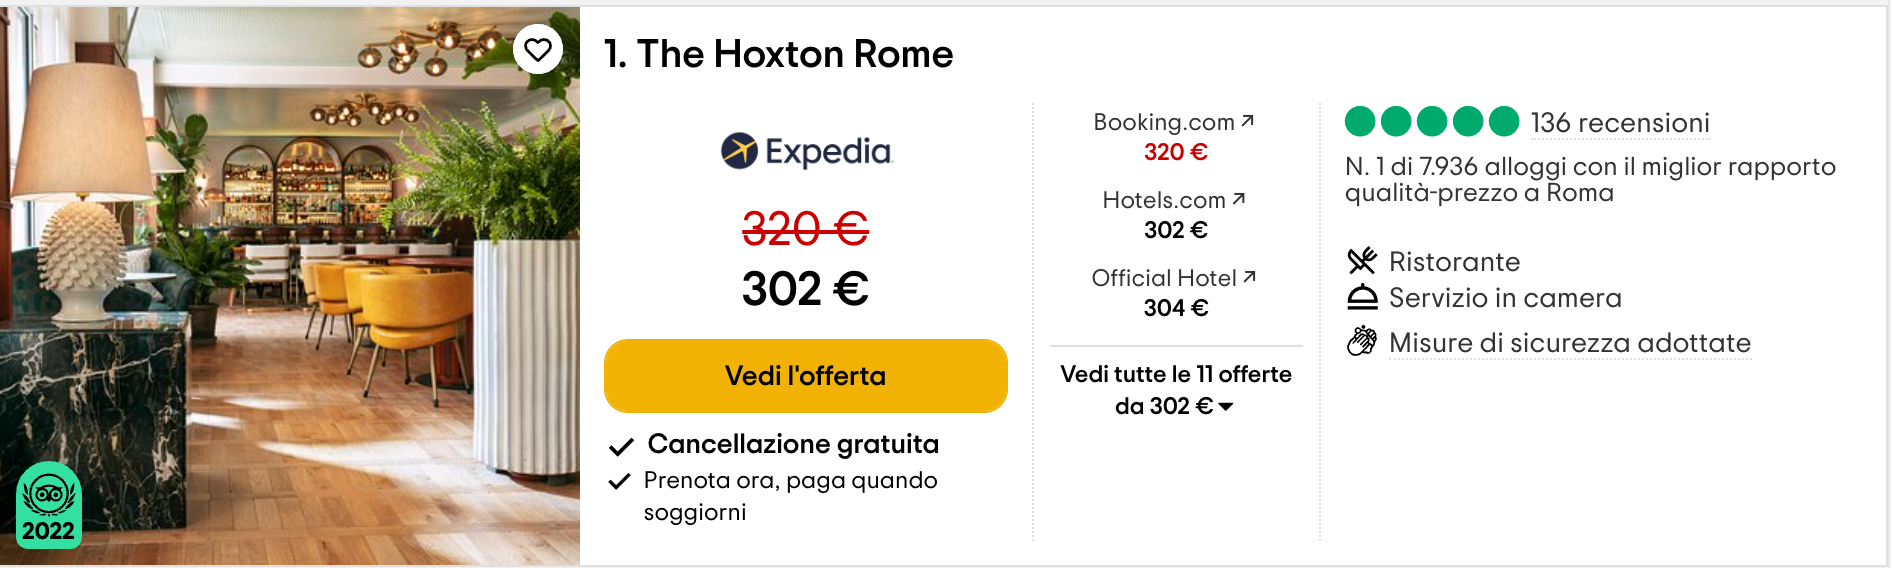 1. The Hoxton Rome
Expedia
320 €
302 €
Vedi l'offerta
Cancellazione gratuita
Prenota ora, paga quando
soggiorni
Booking.com
320 €
Hotels.com
302 €
Official Hotel
304 €
Vedi tutte le 11 offerte
da 302 €
136 recensioni
N. 1 di 7.936 alloggi con il miglior rapporto
qualità-prezzo a Roma
Ristorante
Servizio in camera
Misure di sicurezza adottate
2022